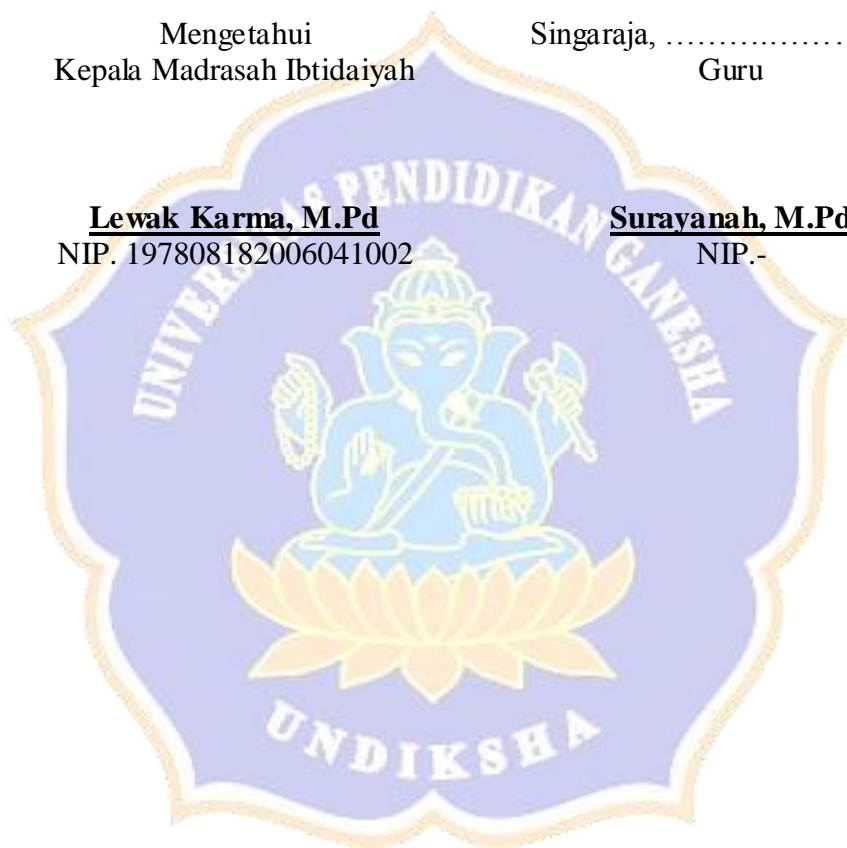 Mengetahui
Kepala Madrasah Ibtidaiyah
Singaraja, ………..……
Guru
Lewak Karma, M.Pd
NIP. 197808182006041002
Surayanah, M.Pd
NIP.-
UNIVERSITAS PENDIDIKAN GANESHA
UNDIKSHA